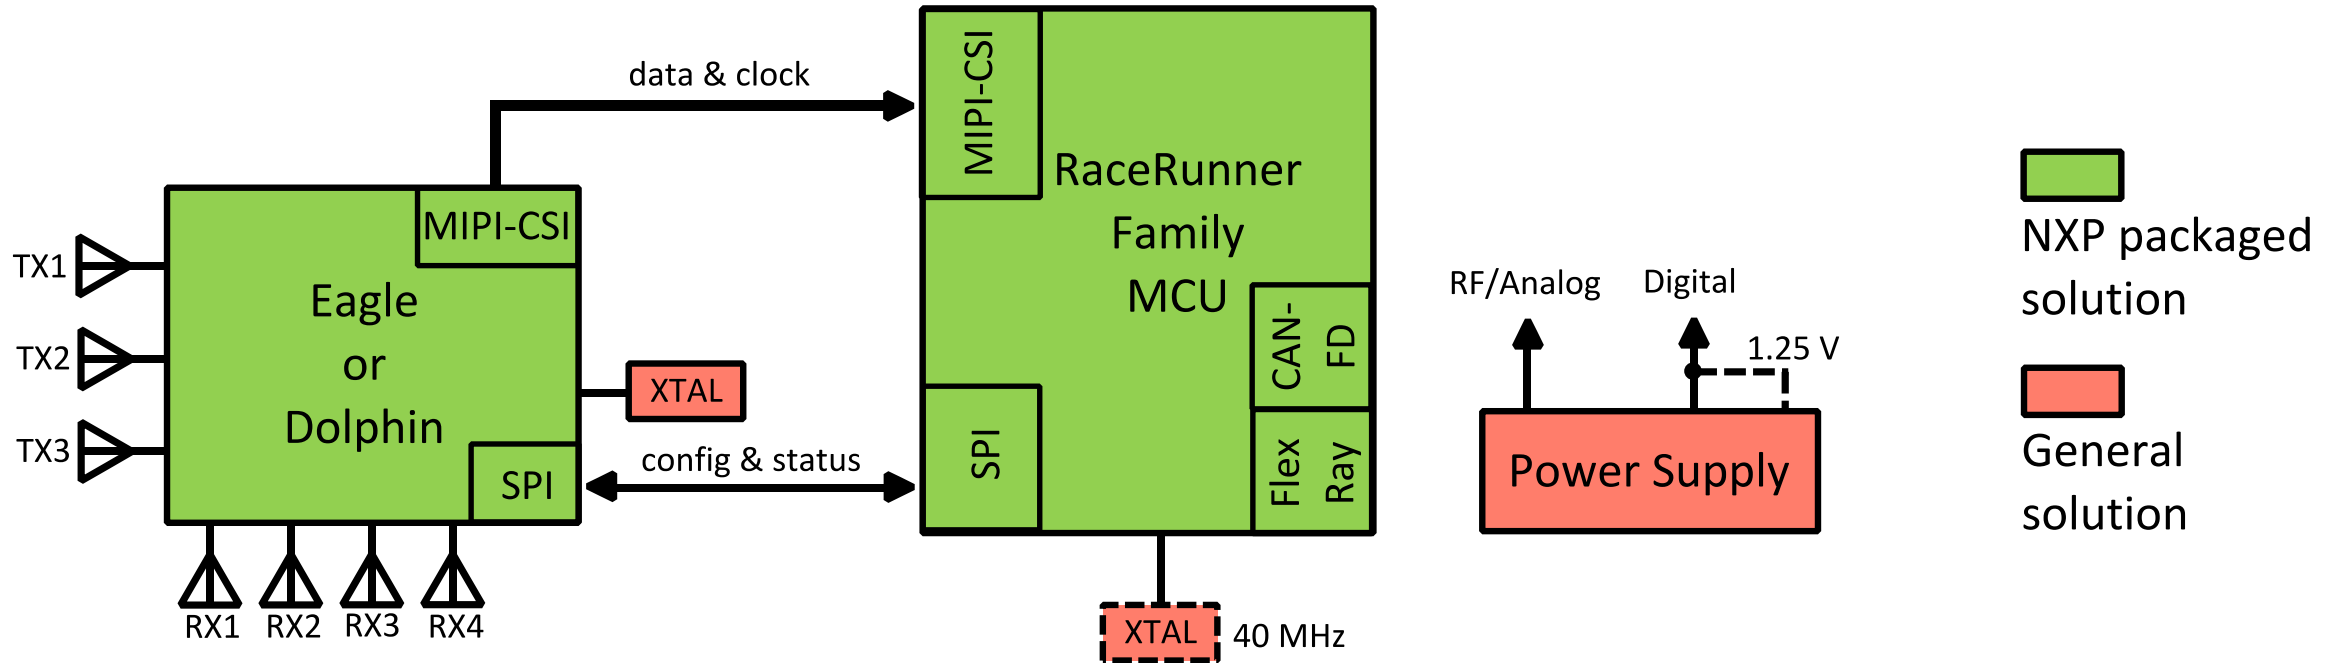 data & clock
MIPI-CSI
RaceRunner
Family
MCU
MIPI-CSI
TX1
TX2
TX3
Eagle
or
Dolphin
XTAL
SPI
config & status
SPI
CAN-
FD
Flex
Ray
RX1
RX2
RX3
RX4
XTAL
40 MHz
RF/Analog
Digital
1.25 V
Power Supply
NXP packaged
solution
General
solution